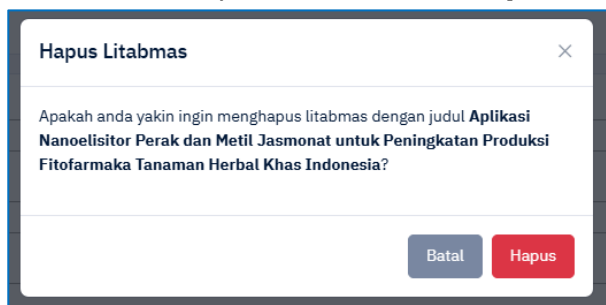 Hapus Litabmas
Apakah anda yakin ingin menghapus litabmas dengan judul Aplikasi
Nanoelisitor Perak dan Metil Jasmonat untuk Peningkatan Produksi
Fitofarmaka Tanaman Herbal Khas Indonesia?
Batal Hapus